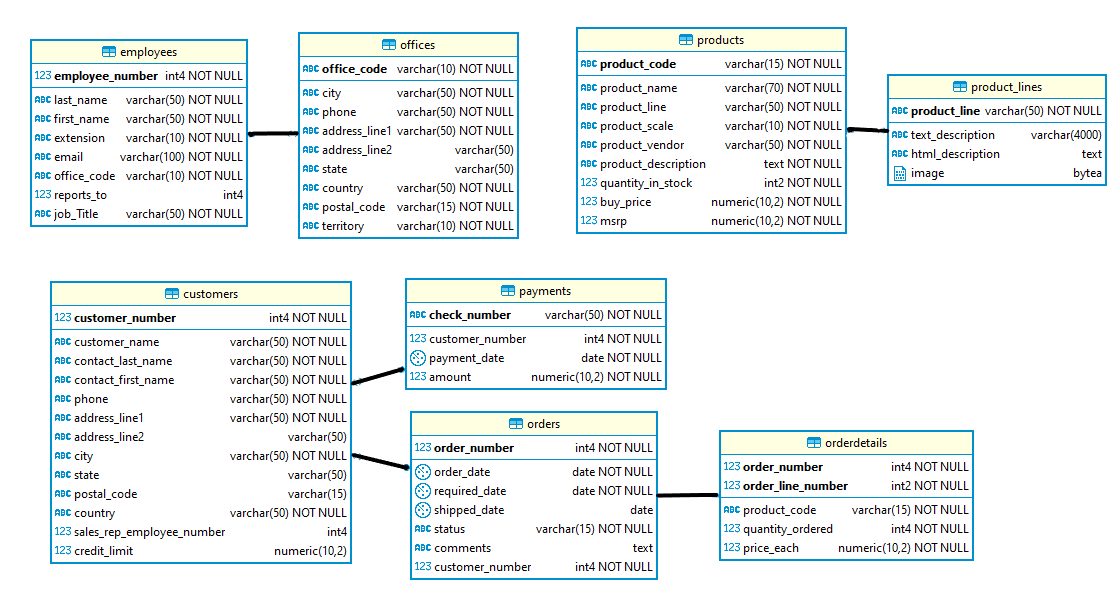 employees
123 employee_number int4 NOT NULL
ABC last_name varchar(50) NOT NULL
ABC first_name varchar(50) NOT NULL
ABC extension varchar(10) NOT NULL
ABC email varchar(100) NOT NULL
ABC office_code varchar(10) NOT NULL
123 reports_to int4
ABC job_Title varchar(50) NOT NULL
offices
ABC office_code varchar(10) NOT NULL
ABC city varchar(50) NOT NULL
ABC phone varchar(50) NOT NULL
ABC address_line1 varchar(50) NOT NULL
ABC address_line2 varchar(50)
ABC state varchar(50)
ABC country varchar(50) NOT NULL
ABC postal_code varchar(15) NOT NULL
ABC territory varchar(10) NOT NULL
products
ABC product_code varchar(15) NOT NULL
ABC product_name varchar(70) NOT NULL
ABC product_line varchar(50) NOT NULL
ABC product_scale varchar(10) NOT NULL
ABC product_vendor varchar(50) NOT NULL
ABC product_description text NOT NULL
123 quantity_in_stock int2 NOT NULL
123 buy_price numeric(10,2) NOT NULL
123 msrp numeric(10,2) NOT NULL
product_lines
ABC product_line varchar(50) NOT NULL
ABC text_description varchar(4000)
ABC html_description text
image bytea
customers
123 customer_number int4 NOT NULL
ABC customer_name varchar(50) NOT NULL
ABC contact_last_name varchar(50) NOT NULL
ABC contact_first_name varchar(50) NOT NULL
ABC phone varchar(50) NOT NULL
ABC address_line1 varchar(50) NOT NULL
ABC address_line2 varchar(50)
ABC city varchar(50) NOT NULL
ABC state varchar(50)
ABC postal_code varchar(15)
ABC country varchar(50) NOT NULL
123 sales_rep_employee_number int4
123 credit_limit numeric(10,2)
payments
ABC check_number varchar(50) NOT NULL
123 customer_number int4 NOT NULL
payment_date date NOT NULL
123 amount numeric(10,2) NOT NULL
orders
123 order_number int4 NOT NULL
order_date date NOT NULL
required_date date NOT NULL
shipped_date date
ABC status varchar(15) NOT NULL
ABC comments text
123 customer_number int4 NOT NULL
orderdetails
123 order_number int4 NOT NULL
123 order_line_number int2 NOT NULL
ABC product_code varchar(15) NOT NULL
123 quantity_ordered int4 NOT NULL
123 price_each numeric(10,2) NOT NULL